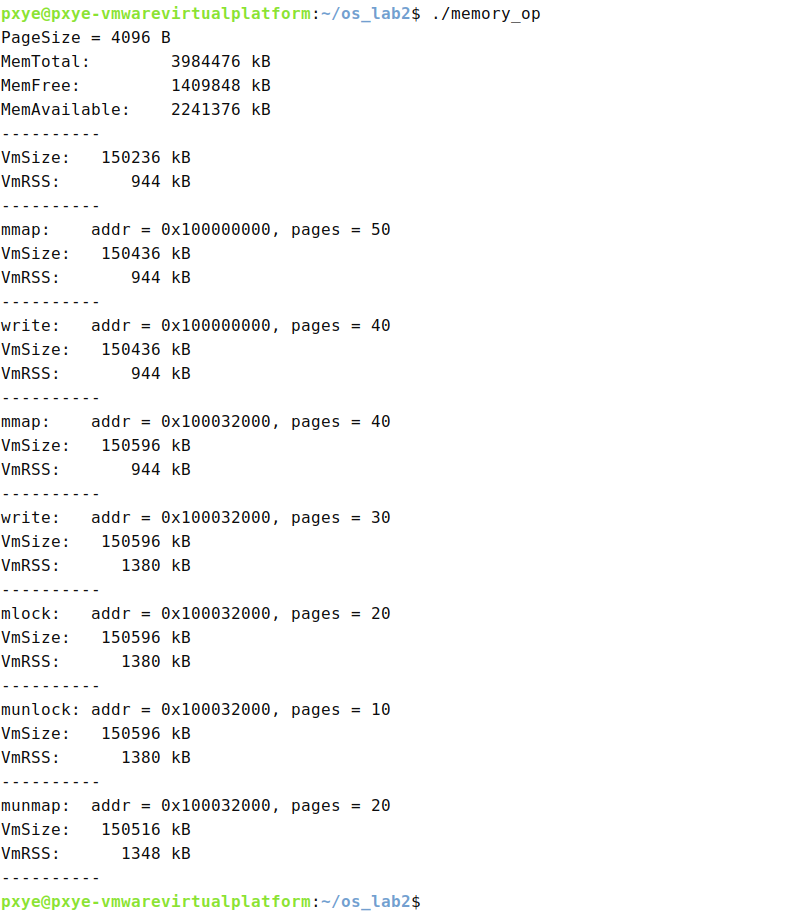 pxye@pxye-vmwarevirtualplatform:~/os_lab2$ ./memory_op
PageSize = 4096 B
MemTotal:        3984476 kB
MemFree:         1409848 kB
MemAvailable:    2241376 kB
----------
VmSize:   150236 kB
VmRSS:       944 kB
----------
mmap:    addr = 0x100000000, pages = 50
VmSize:   150436 kB
VmRSS:       944 kB
----------
write:   addr = 0x100000000, pages = 40
VmSize:   150436 kB
VmRSS:       944 kB
----------
mmap:    addr = 0x100032000, pages = 40
VmSize:   150596 kB
VmRSS:       944 kB
----------
write:   addr = 0x100032000, pages = 30
VmSize:   150596 kB
VmRSS:      1380 kB
----------
mlock:   addr = 0x100032000, pages = 20
VmSize:   150596 kB
VmRSS:      1380 kB
----------
munlock: addr = 0x100032000, pages = 10
VmSize:   150596 kB
VmRSS:      1380 kB
----------
munmap:  addr = 0x100032000, pages = 20
VmSize:   150516 kB
VmRSS:      1348 kB
----------
pxye@pxye-vmwarevirtualplatform:~/os_lab2$